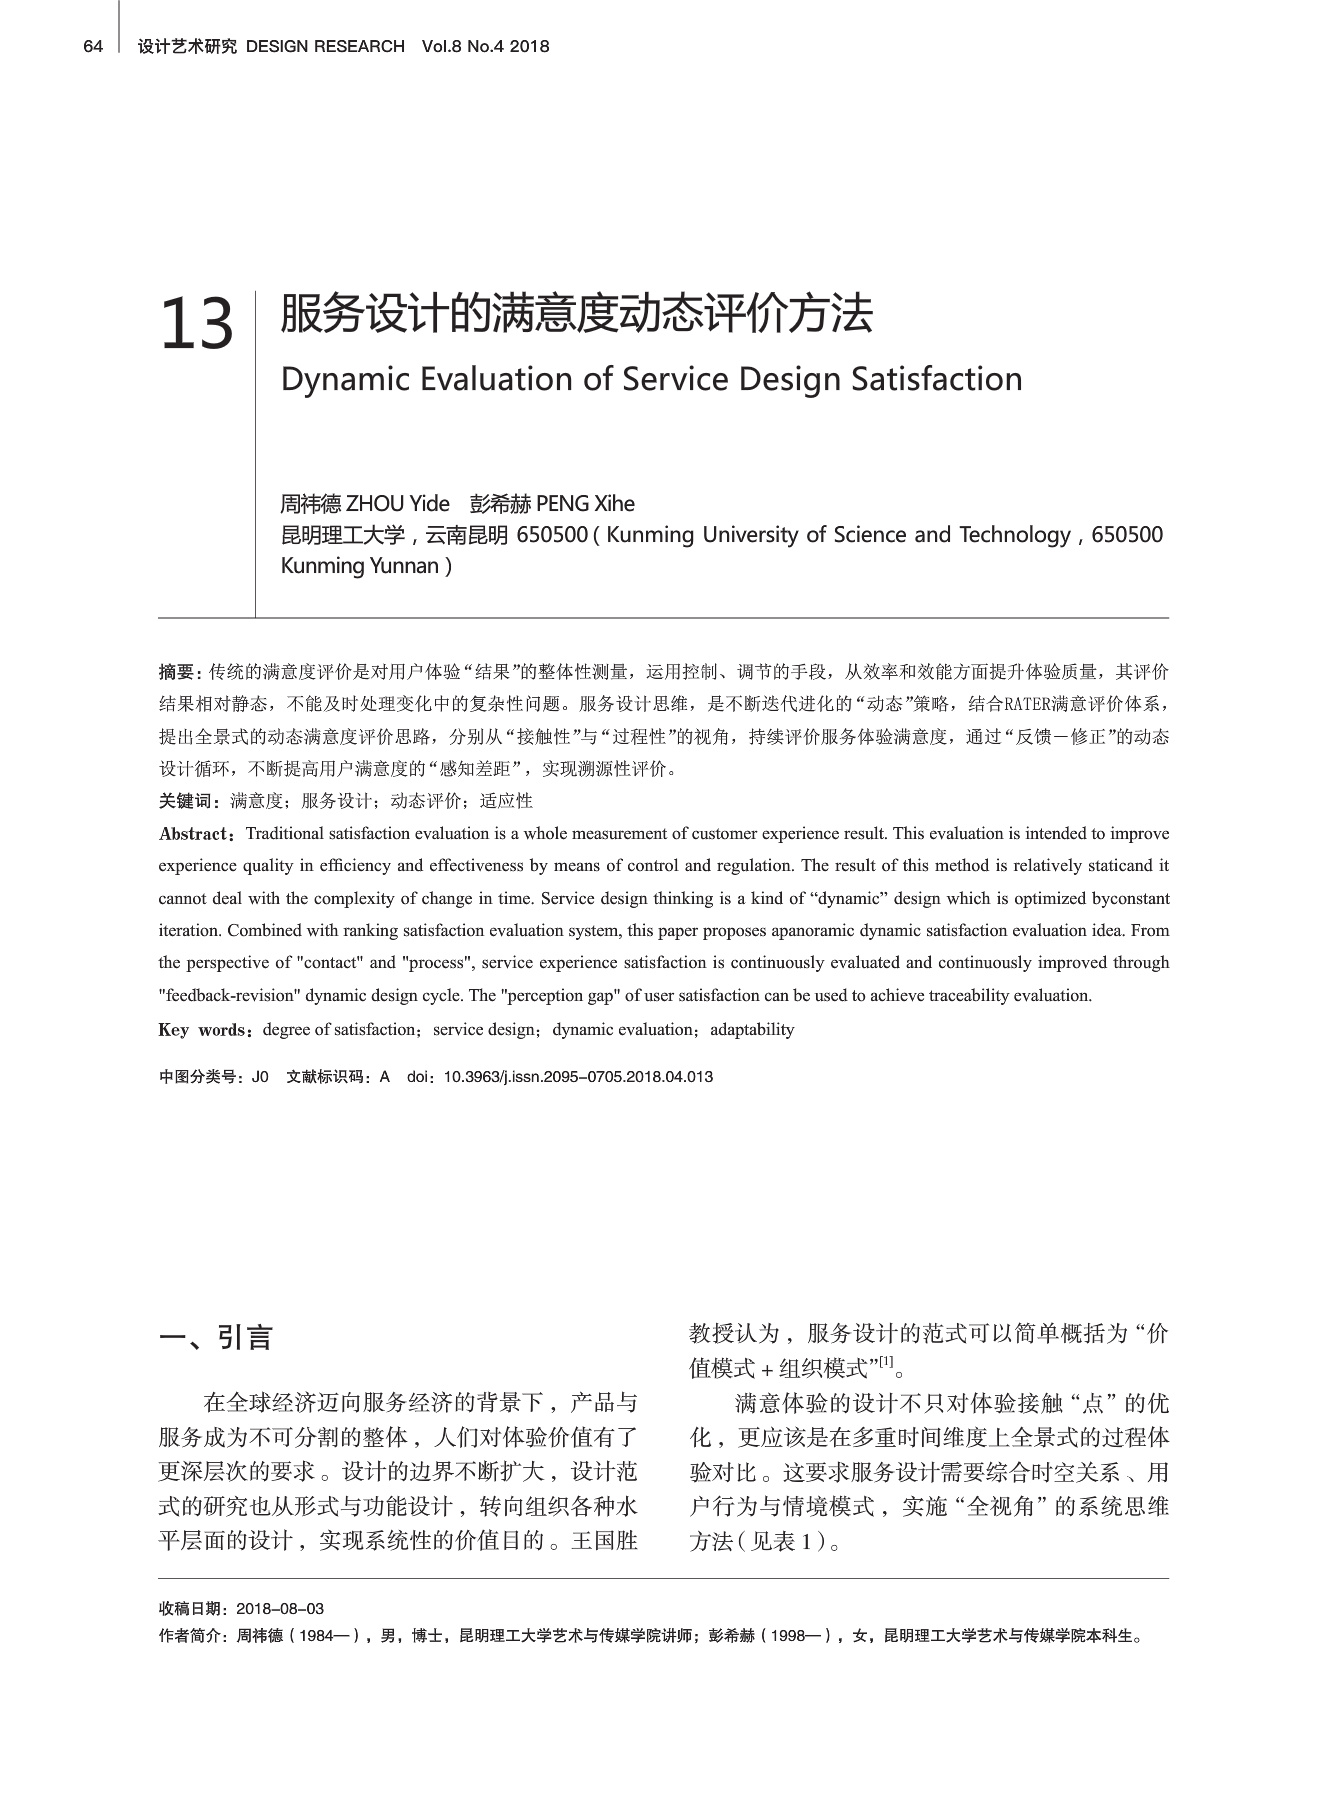 64
设计艺术研究 DESIGN RESEARCH Vol.8 No.4 2018
13
服务设计的满意度动态评价方法
Dynamic Evaluation of Service Design Satisfaction
周祎德 ZHOU Yide 彭希赫 PENG Xihe
昆明理工大学，云南昆明 650500（Kunming University of Science and Technology，650500
Kunming Yunnan）
摘要：传统的满意度评价是对用户体验“结果”的整体性测量，运用控制、调节的手段，从效率和效能方面提升体验质量，其评价
结果相对静态，不能及时处理变化中的复杂性问题。服务设计思维，是不断迭代进化的“动态”策略，结合RATER满意评价体系，
提出全景式的动态满意度评价思路，分别从“接触性”与“过程性”的视角，持续评价服务体验满意度，通过“反馈－修正”的动态
设计循环，不断提高用户满意度的“感知差距”，实现溯源性评价。
关键词：满意度；服务设计；动态评价；适应性
Abstract：Traditional satisfaction evaluation is a whole measurement of customer experience result. This evaluation is intended to improve
experience quality in efficiency and effectiveness by means of control and regulation. The result of this method is relatively staticand it
cannot deal with the complexity of change in time. Service design thinking is a kind of “dynamic” design which is optimized byconstant
iteration. Combined with ranking satisfaction evaluation system, this paper proposes apanoramic dynamic satisfaction evaluation idea. From
the perspective of "contact" and "process", service experience satisfaction is continuously evaluated and continuously improved through
"feedback-revision" dynamic design cycle. The "perception gap" of user satisfaction can be used to achieve traceability evaluation.
Key words：degree of satisfaction；service design；dynamic evaluation；adaptability
中图分类号：J0 文献标识码：A doi：10.3963/j.issn.2095-0705.2018.04.013
一、引言
在全球经济迈向服务经济的背景下，产品与
服务成为不可分割的整体，人们对体验价值有了
更深层次的要求。设计的边界不断扩大，设计范
式的研究也从形式与功能设计，转向组织各种水
平层面的设计，实现系统性的价值目的。王国胜
教授认为，服务设计的范式可以简单概括为“价
值模式 + 组织模式”[1]。
满意体验的设计不只对体验接触“点”的优
化，更应该是在多重时间维度上全景式的过程体
验对比。这要求服务设计需要综合时空关系、用
户行为与情境模式，实施“全视角”的系统思维
方法（见表 1）。
收稿日期：2018-08-03
作者简介：周祎德（1984—），男，博士，昆明理工大学艺术与传媒学院讲师；彭希赫（1998—），女，昆明理工大学艺术与传媒学院本科生。